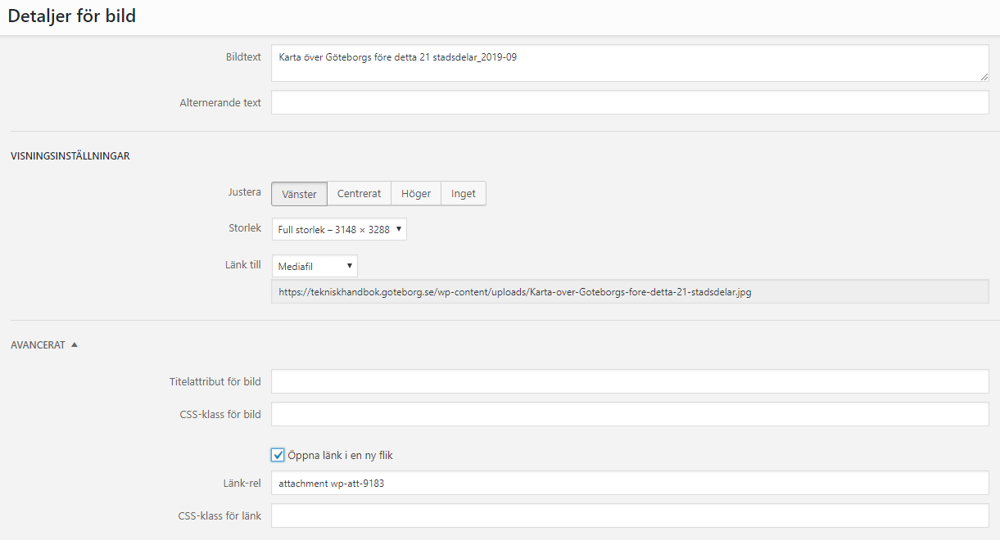 Detaljer för bild
Bildtext
Karta över Göteborgs före detta 21 stadsdelar_2019-09
Alternerande text
VISNINGSINSTÄLLNINGAR
Justera
Vänster Centrerat Höger Inget
Storlek
Full storlek – 3148 × 3288
Länk till
Mediafil
https://tekniskhandbok.goteborg.se/wp-content/uploads/Karta-over-Goteborgs-fore-detta-21-stadsdelar.jpg
AVANCERAT
Titelattribut för bild
CSS-klass för bild
Öppna länk i en ny flik
Länk-rel
attachment wp-att-9183
CSS-klass för länk